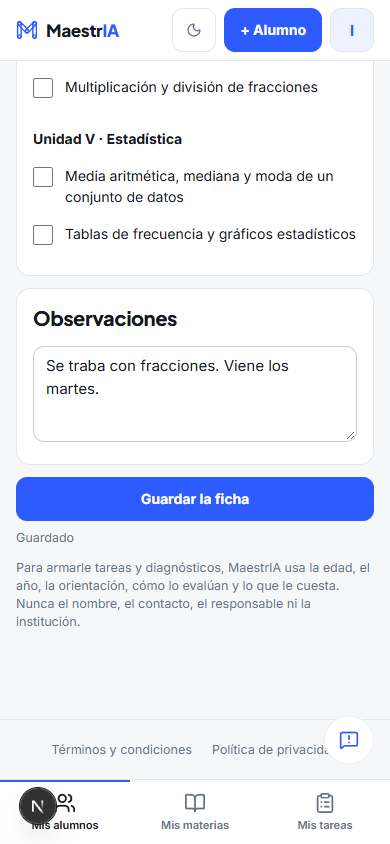 MaestrIA
+ Alumno
I
Multiplicación y división de fracciones
Unidad V · Estadística
Media aritmética, mediana y moda de un
conjunto de datos
Tablas de frecuencia y gráficos estadísticos
Observaciones
Se traba con fracciones. Viene los
martes.
Guardar la ficha
Guardado
Para armarle tareas y diagnósticos, MaestrIA usa la edad, el
año, la orientación, cómo lo evalúan y lo que le cuesta.
Nunca el nombre, el contacto, el responsable ni la
institución.
Términos y condiciones Política de privacida
N
Mis alumnos Mis materias Mis tareas